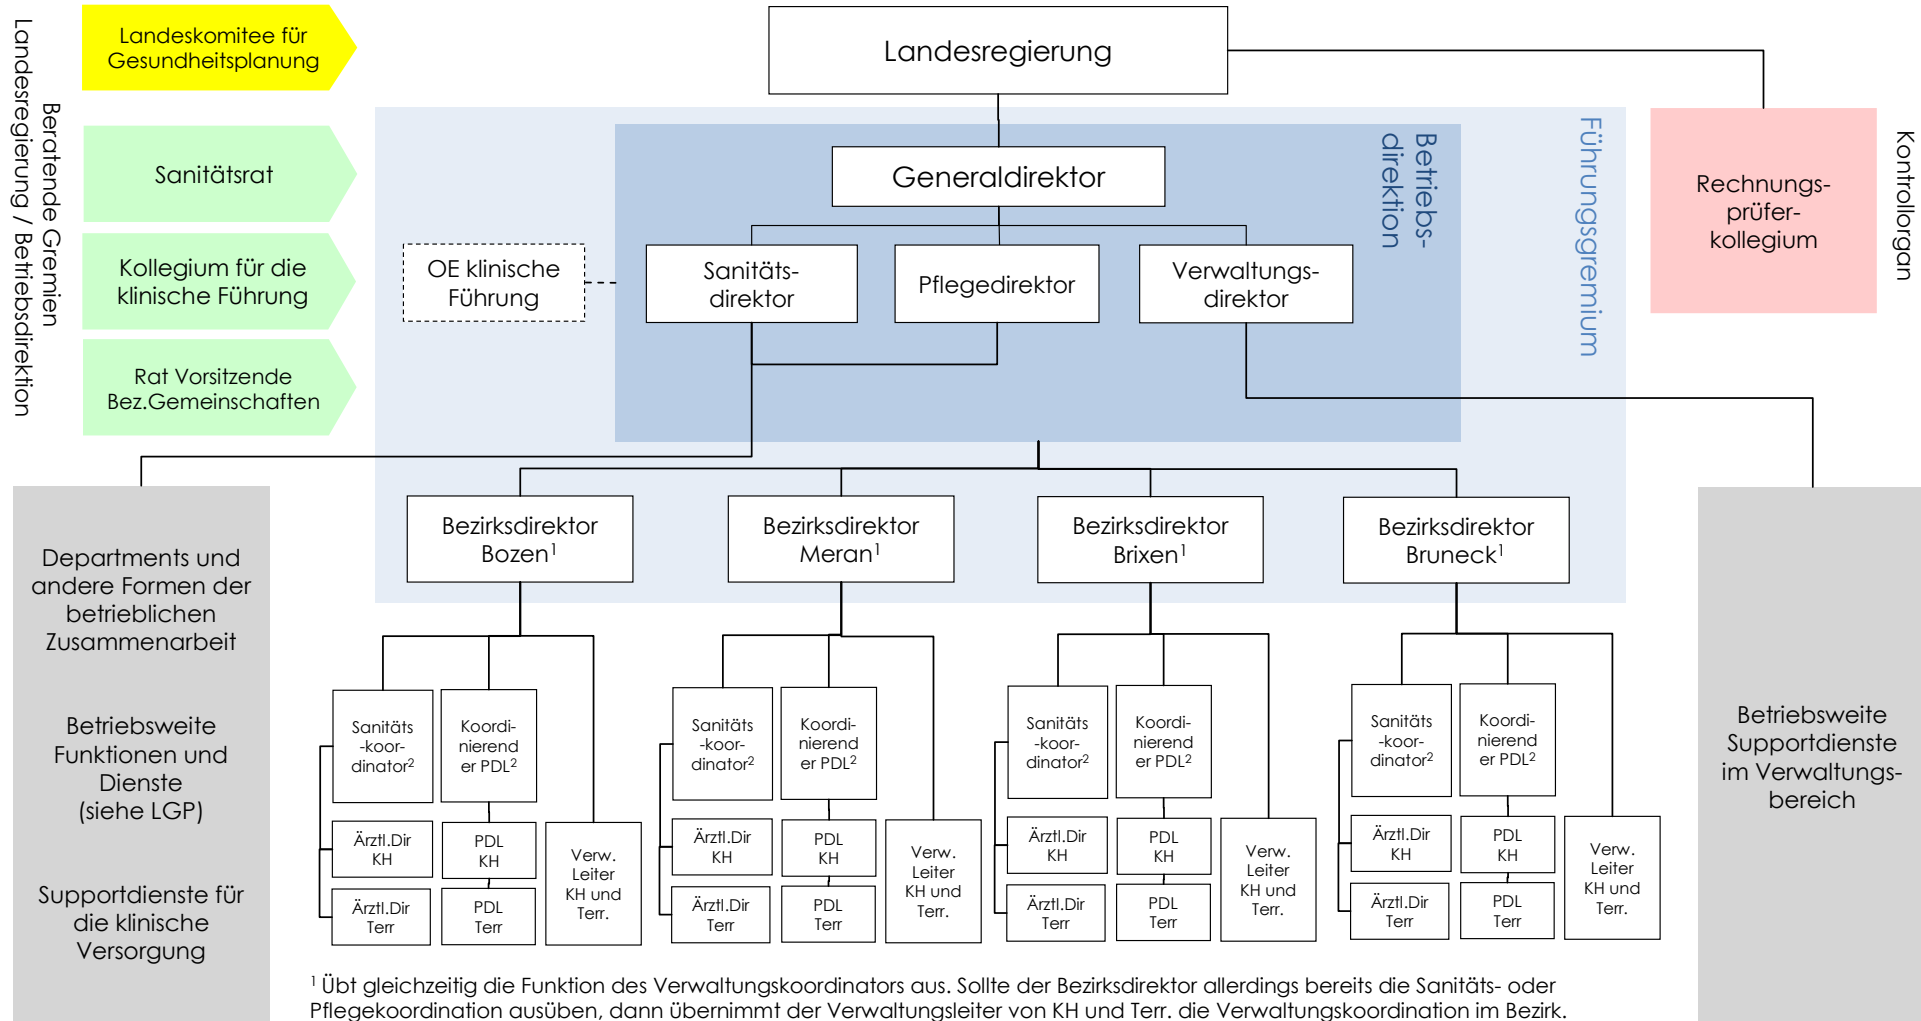 Landesregierung
Landeskomitee für
Gesundheitsplanung
Sanitätsrat
Kollegium für die
klinische Führung
Rat Vorsitzende
Bez.Gemeinschaften
Beratende Gremien
Landesregierung / Betriebsdirektion
Generaldirektor
Betriebs-
direktion
Führungsgremium
OE klinische
Führung
Sanitäts-
direktor
Pflegedirektor
Verwaltungs-
direktor
Rechnungs-
prüfer-
kollegium
Kontrollorgan
Bezirksdirektor
Bozen¹
Bezirksdirektor
Meran¹
Bezirksdirektor
Brixen¹
Bezirksdirektor
Bruneck¹
Departments und
andere Formen der
betrieblichen
Zusammenarbeit
Betriebsweite
Funktionen und
Dienste
(siehe LGP)
Supportdienste für
die klinische
Versorgung
Sanitäts
-koor-
dinator²
Koordi-
nierend
er PDL²
Ärztl.Dir
KH
PDL
KH
Ärztl.Dir
Terr
PDL
Terr
Verw.
Leiter
KH und
Terr.
Sanitäts
-koor-
dinator²
Koordi-
nierend
er PDL²
Ärztl.Dir
KH
PDL
KH
Ärztl.Dir
Terr
PDL
Terr
Verw.
Leiter
KH und
Terr.
Sanitäts
-koor-
dinator²
Koordi-
nierend
er PDL²
Ärztl.Dir
KH
PDL
KH
Ärztl.Dir
Terr
PDL
Terr
Verw.
Leiter
KH und
Terr.
Sanitäts
-koor-
dinator²
Koordi-
nierend
er PDL²
Ärztl.Dir
KH
PDL
KH
Ärztl.Dir
Terr
PDL
Terr
Verw.
Leiter
KH und
Terr.
Betriebsweite
Supportdienste
im Verwaltungs-
bereich
¹ Übt gleichzeitig die Funktion des Verwaltungskoordinators aus. Sollte der Bezirksdirektor allerdings bereits die Sanitäts- oder
Pflegekoordination ausüben, dann übernimmt der Verwaltungsleiter von KH und Terr. die Verwaltungskoordination im Bezirk.